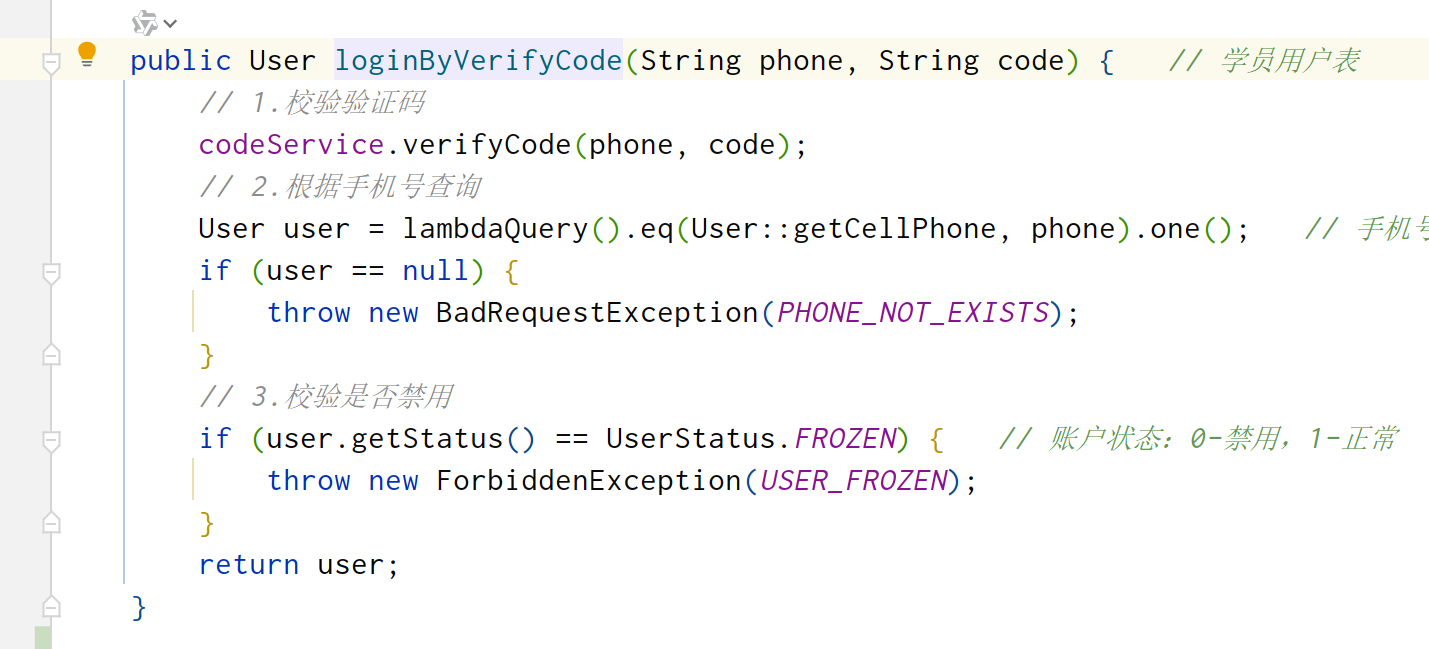 public User loginByVerifyCode(String phone, String code) {   // 学员用户表
    // 1.校验验证码
    codeService.verifyCode(phone, code);
    // 2.根据手机号查询
    User user = lambdaQuery().eq(User::getCellPhone, phone).one();   // 手机号
    if (user == null) {
        throw new BadRequestException(PHONE_NOT_EXISTS);
    }
    // 3.校验是否禁用
    if (user.getStatus() == UserStatus.FROZEN) {   // 账户状态：0-禁用，1-正常
        throw new ForbiddenException(USER_FROZEN);
    }
    return user;
}